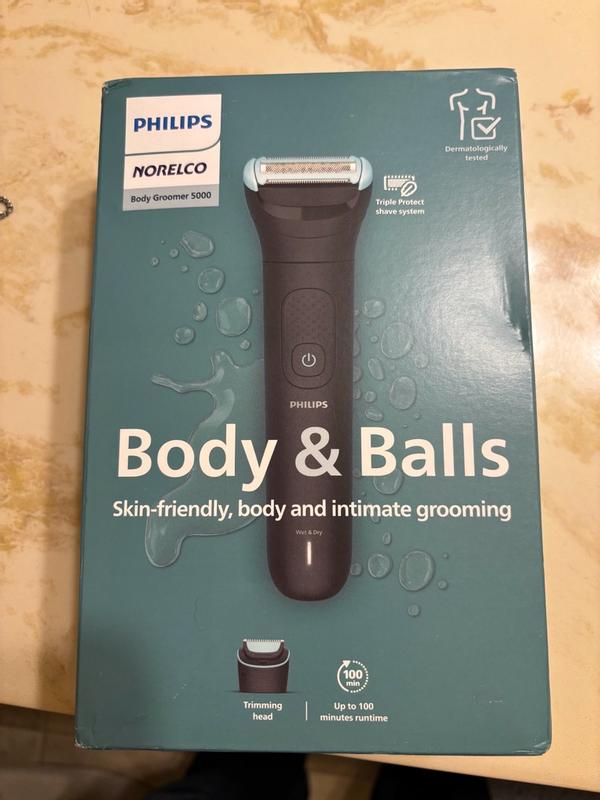 PHILIPS
NORELCO
Body Groomer 5000
Dermatologically
tested
Triple Protect
shave system
PHILIPS
Body & Balls
Skin-friendly, body and intimate grooming
Wet & Dry
Trimming
head
100
min
Up to 100
minutes runtime